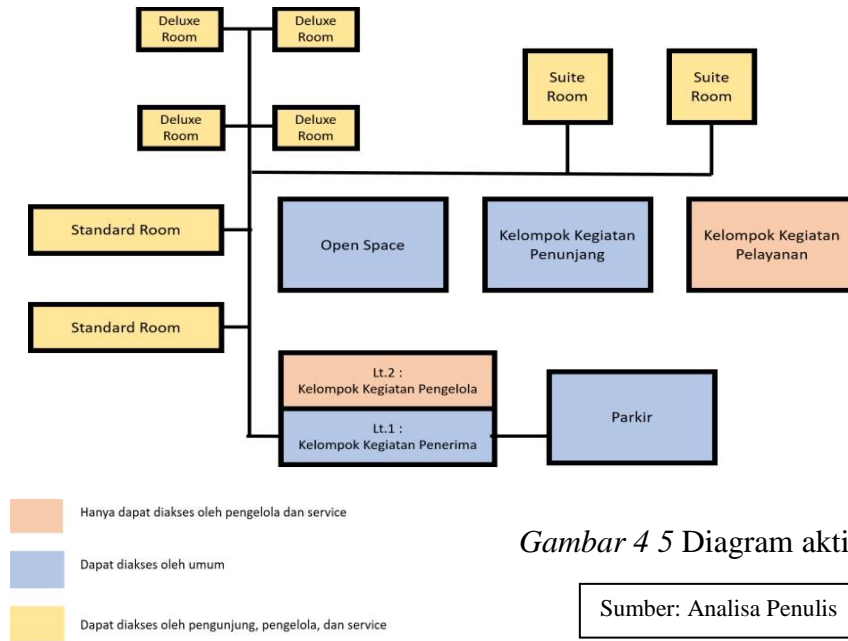 Deluxe
Room
Deluxe
Room
Suite
Room
Suite
Room
Deluxe
Room
Deluxe
Room
Standard Room
Open Space
Kelompok Kegiatan
Penunjang
Kelompok Kegiatan
Pelayanan
Standard Room
Lt.2 :
Kelompok Kegiatan Pengelola
Lt.1 :
Kelompok Kegiatan Penerima
Parkir
Hanya dapat diakses oleh pengelola dan service
Dapat diakses oleh umum
Dapat diakses oleh pengunjung, pengelola, dan service
Gambar 4 5 Diagram akti
Sumber: Analisa Penulis